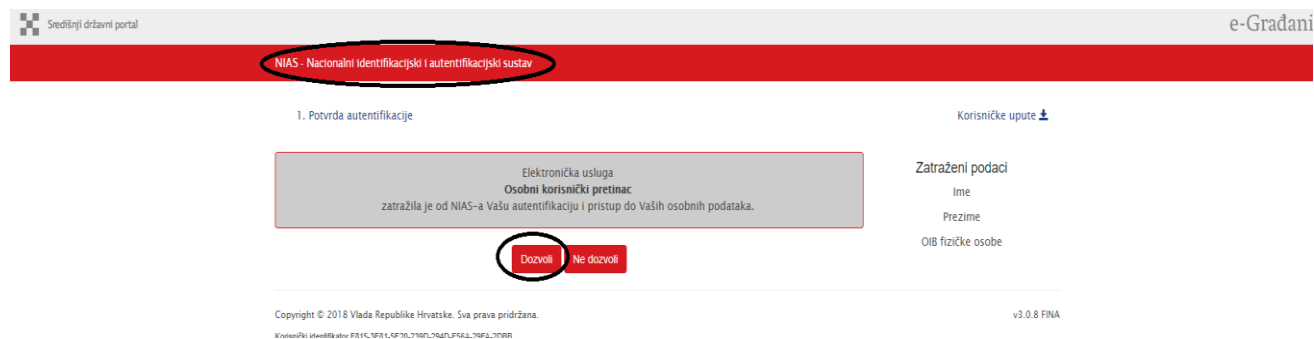 Središnji državni portal
e-Građani
NIAS - Nacionalni identifikacijski i autentifikacijski sustav
1. Potvrda autentifikacije
Korisničke upute
Elektronička usluga
Osobni korisnički pretinac
zatražila je od NIAS-a Vašu autentifikaciju i pristup do Vaših osobnih podataka.
Dozvoli
Ne dozvoli
Zatraženi podaci
Ime
Prezime
OIB fizičke osobe
Copyright © 2018 Vlada Republike Hrvatske. Sva prava pridržana.
v3.0.8 FINA
Korisnički identifikator